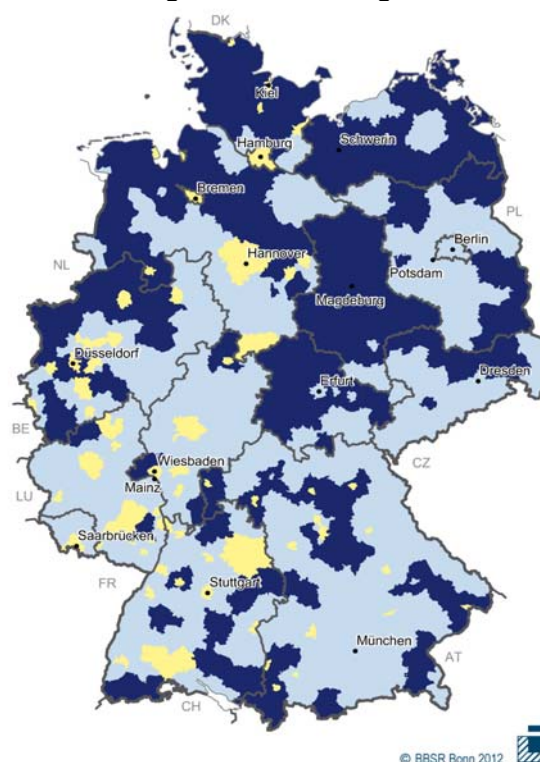 DK
Kiel
Hamburg
Schwerin
Bremen
PL
Berlin
Hannover
NL
Potsdam
Magdeburg
Düsseldorf
Erfurt
Dresden
BE
Wiesbaden
CZ
LU
Mainz
Saarbrücken
FR
Stuttgart
München
AT
CH
© BBSR Bonn 2012